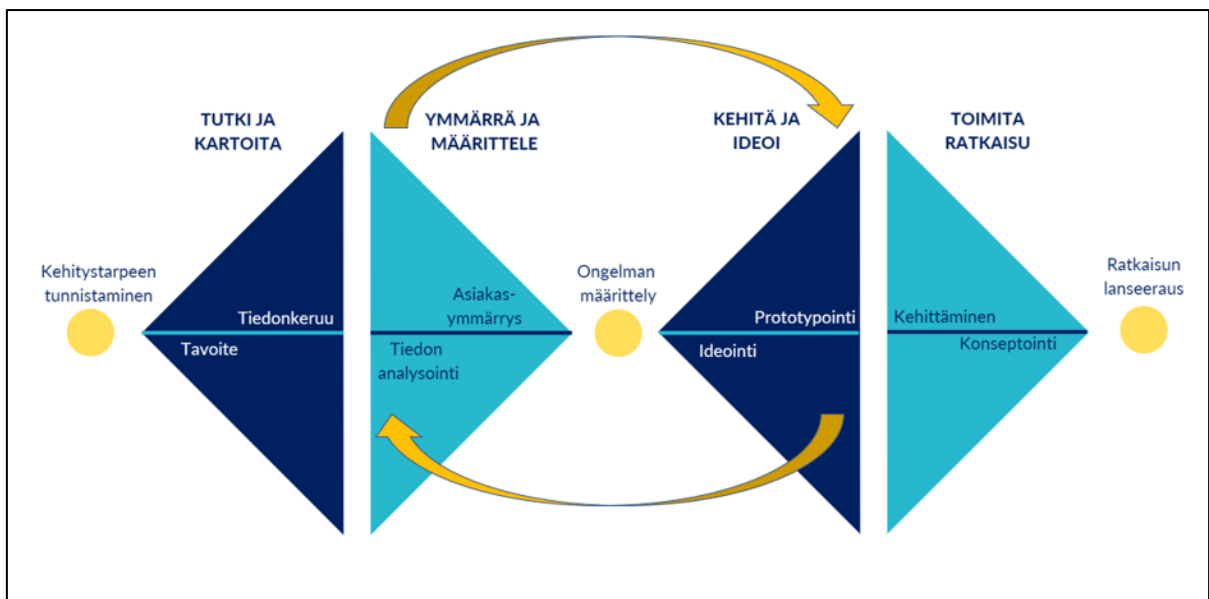 TUTKI JA
KARTOITA
YMMÄRRÄ JA
MÄÄRITTELE
KEHITÄ JA
IDEOI
TOIMITA
RATKAISU
Kehitystarpeen
tunnistaminen
Tiedonkeruu
Tavoite
Asiakas-
ymmärrys
Tiedon
analysointi
Ongelman
määrittely
Prototypointi
Ideointi
Kehittäminen
Konseptointi
Ratkaisun
lanseeraus